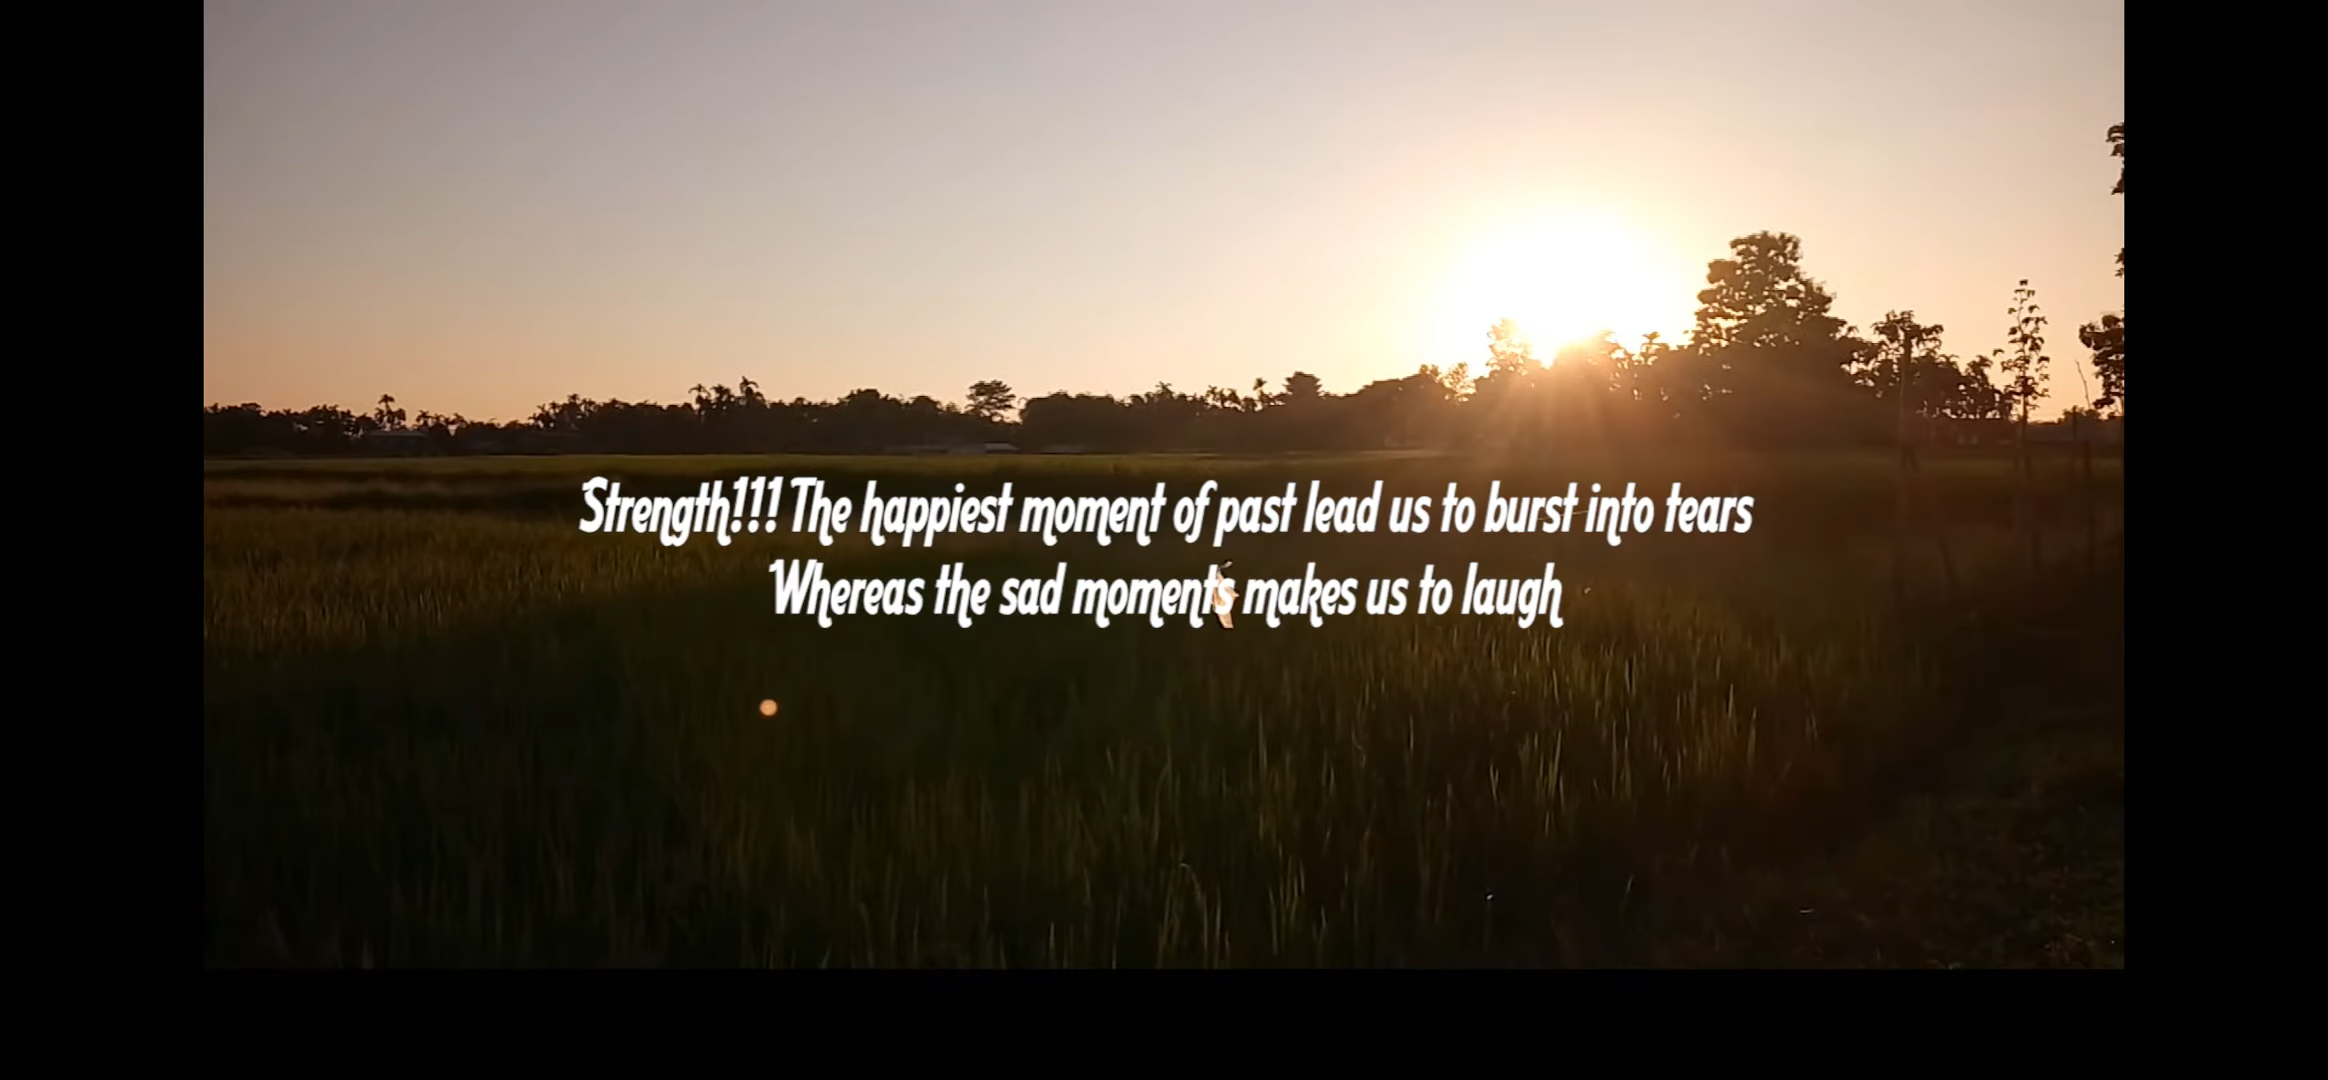 Strength!!! The happiest moment of past lead us to burst into tears
Whereas the sad moments makes us to laugh